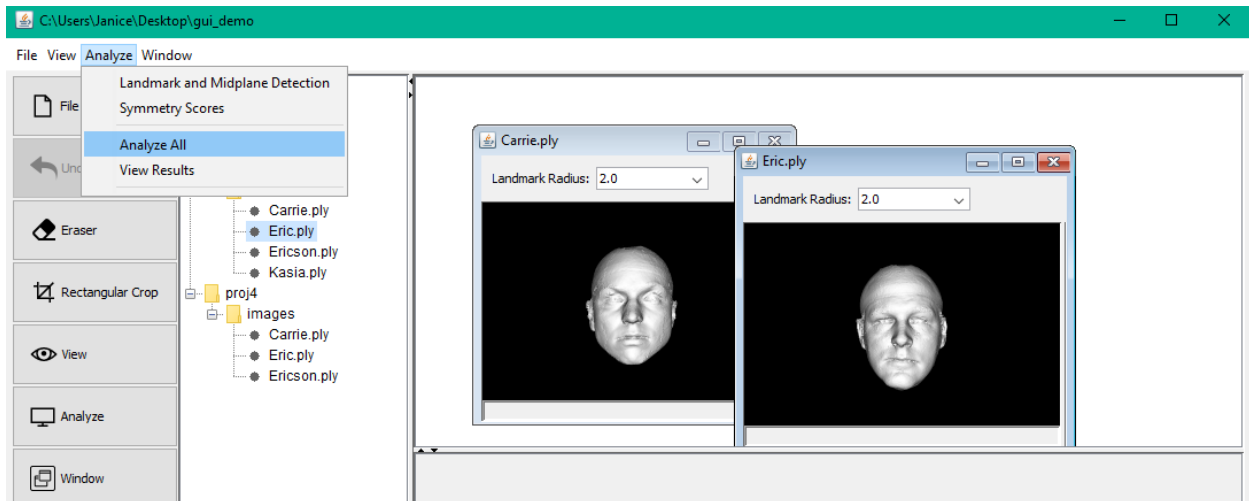 C:\Users\Janice\Desktop\gui_demo
File View Analyze Window
Landmark and Midplane Detection
Symmetry Scores
Analyze All
View Results
File
Und
Eraser
Rectangular Crop
View
Analyze
Window
Carrie.ply
Eric.ply
Ericson.ply
Kasia.ply
proj4
images
Carrie.ply
Eric.ply
Ericson.ply
Carrie.ply
Landmark Radius: 2.0
Eric.ply
Landmark Radius: 2.0